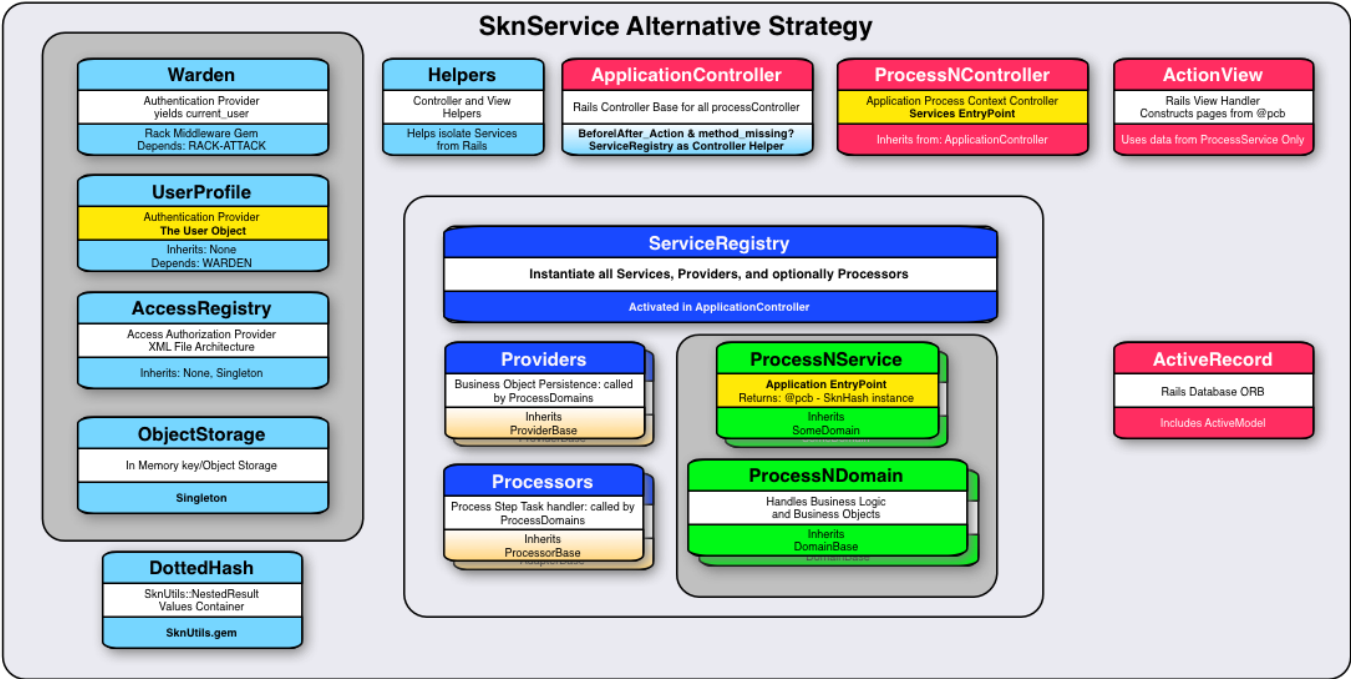 SknService Alternative Strategy
Warden
Authentication Provider
yields current_user
Rack Middleware Gem
Depends: RACK-ATTACK
UserProfile
Authentication Provider
The User Object
Inherits: None
Depends: WARDEN
AccessRegistry
Access Authorization Provider
XML File Architecture
Inherits: None, Singleton
ObjectStorage
In Memory key/Object Storage
Singleton
DottedHash
SknUtils::NestedResult
Values Container
SknUtils.gem
Helpers
Controller and View
Helpers
Helps isolate Services
from Rails
ApplicationController
Rails Controller Base for all processController
BeforelAfter_Action & method_missing?
ServiceRegistry as Controller Helper
ProcessNController
Application Process Context Controller
Services EntryPoint
Inherits from: ApplicationController
ActionView
Rails View Handler
Constructs pages from @pcb
Uses data from ProcessService Only
ServiceRegistry
Instantiate all Services, Providers, and optionally Processors
Activated in ApplicationController
Providers
Business Object Persistence: called
by ProcessDomains
Inherits
ProviderBase
ProviderBase
Processors
Process Step Task handler: called by
ProcessDomains
Inherits
ProcessorBase
AdapterBase
ProcessNService
Application EntryPoint
Returns: @pcb - SknHash instance
Inherits
SomeDomain
ProcessNDomain
Handles Business Logic
and Business Objects
Inherits
DomainBase
DomainBase
ActiveRecord
Rails Database ORB
Includes ActiveModel